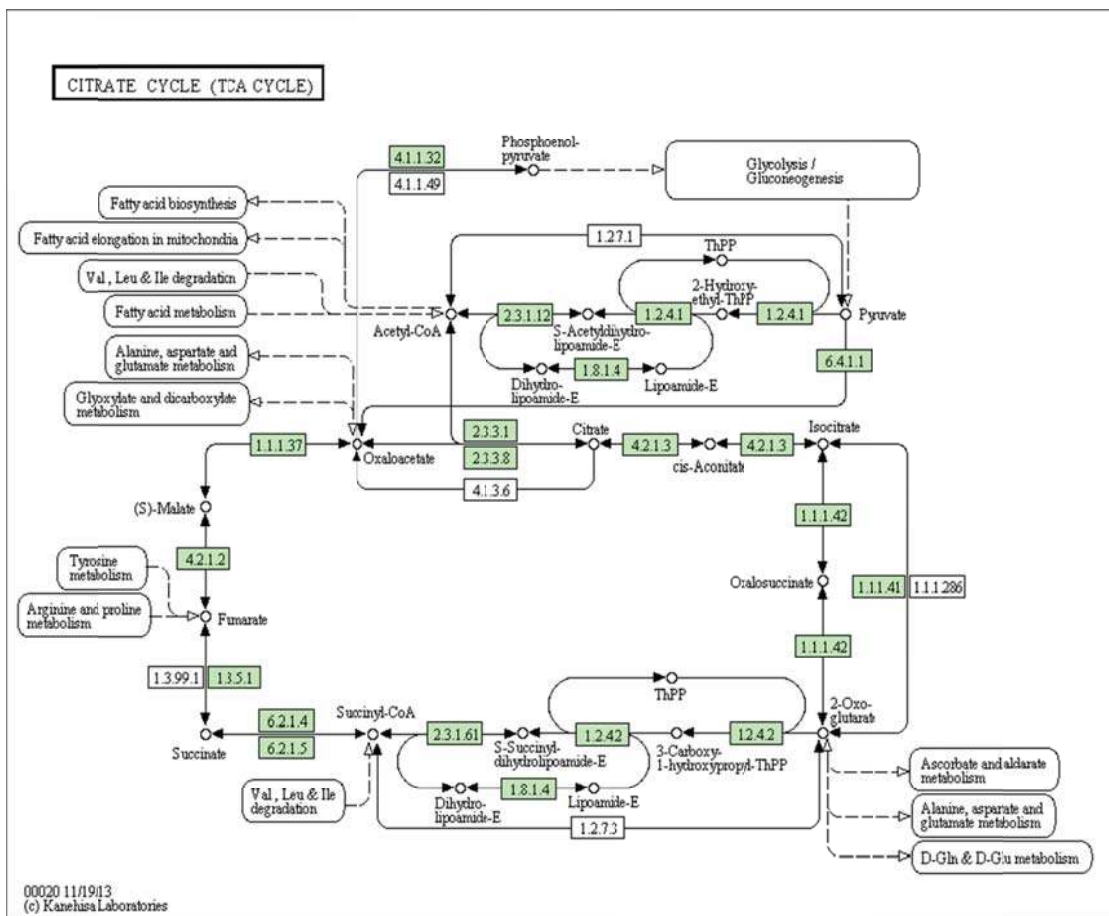 CITRATE CYCLE (TCA CYCLE)
Phosphoenol-
pyruvate
4.1.1.32
4.1.1.49
Glycolysis /
Gluconeogenesis
Fatty acid biosynthesis
Fatty acid elongation in mitochondria
Val, Leu & Ile degradation
Fatty acid metabolism
1.2.7.1
ThPP
2-Hydroxy-
ethyl-ThPP
Acetyl-CoA
2.3.1.12
S-Acetyldihydro-
lipoamide-E
1.2.4.1
1.2.4.1
Pyruvate
Alanine, aspartate and
glutamate metabolism
Dihydro-
lipoamide-E
1.8.1.4
Lipoamide-E
6.4.1.1
Glyoxylate and dicarboxylate
metabolism
1.1.1.37
Oxaloacetate
2.3.3.1
2.3.3.8
4.1.3.6
Citrate
4.2.1.3
cis-Aconitate
4.2.1.3
Isocitrate
(S)-Malate
1.1.1.42
4.2.1.2
Tyrosine
metabolism
Oxalosuccinate
1.1.1.41
1.1.1.286
Arginine and proline
metabolism
Fumarate
1.1.1.42
1.3.99.1
1.3.5.1
ThPP
2-Oxo-
glutarate
Succinate
6.2.1.4
6.2.1.5
Succinyl-CoA
2.3.1.61
S-Succinyl-
dihydrolipoamide-E
1.2.4.2
3-Carboxy-
1-hydroxypropyl-ThPP
1.2.4.2
Val, Leu & Ile
degradation
Dihydro-
lipoamide-E
1.8.1.4
Lipoamide-E
1.2.7.3
Ascorbate and aldarate
metabolism
Alanine, asparate and
glutamate metabolism
D-Gln & D-Glu metabolism
00020 11/19/13
(c) Kanehisa Laboratories